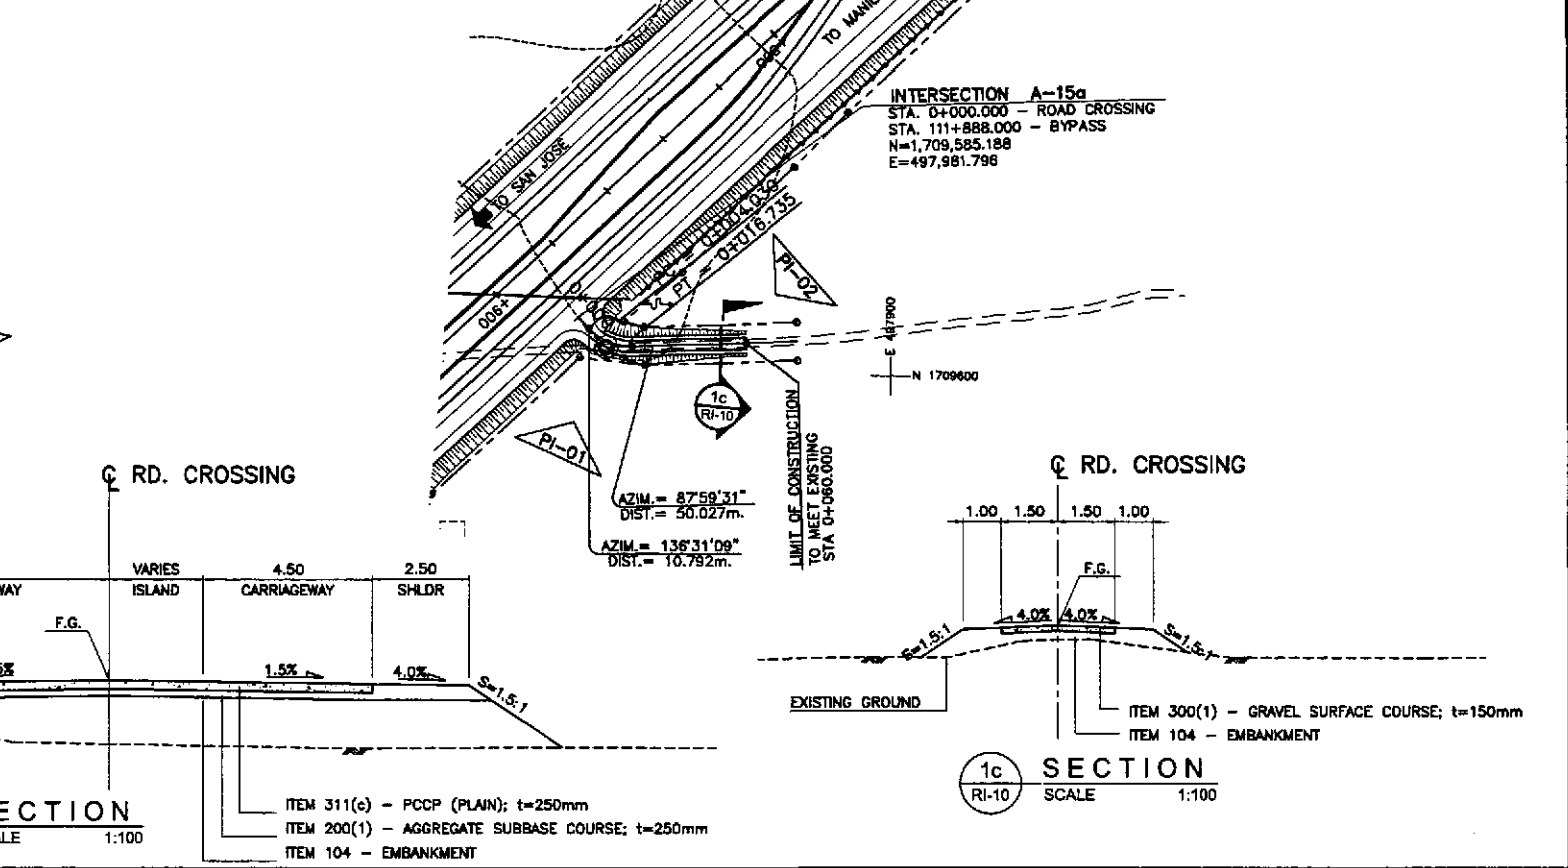 TO SAN JOSE
INTERSECTION A-15a
STA. 0+000.000 - ROAD CROSSING
STA. 111+888.000 - BYPASS
N=1,709,585.188
E=497,981.796
PC = 0+004.030
PT = 0+016.735
PI-02
E 497900
N 1709600
1c
RI-10
PI-01
AZIM.= 87°59'31"
DIST.= 50.027m.
AZIM.= 136°31'09"
DIST.= 10.792m.
LIMIT OF CONSTRUCTION
TO MEET EXISTING
STA 0+060.000
℄ RD. CROSSING
VARIES
4.50
2.50
ISLAND
CARRIAGEWAY
SHLDR
F.G.
1.5%
4.0%
S=1.5:1
ITEM 311(c) - PCCP (PLAIN); t=250mm
ITEM 200(1) - AGGREGATE SUBBASE COURSE; t=250mm
ITEM 104 - EMBANKMENT
1:100
℄ RD. CROSSING
1.00 1.50 1.50 1.00
F.G.
4.0% 4.0%
S=1.5:1
S=1.5:1
EXISTING GROUND
ITEM 300(1) - GRAVEL SURFACE COURSE; t=150mm
ITEM 104 - EMBANKMENT
1c
RI-10
SECTION
SCALE 1:100